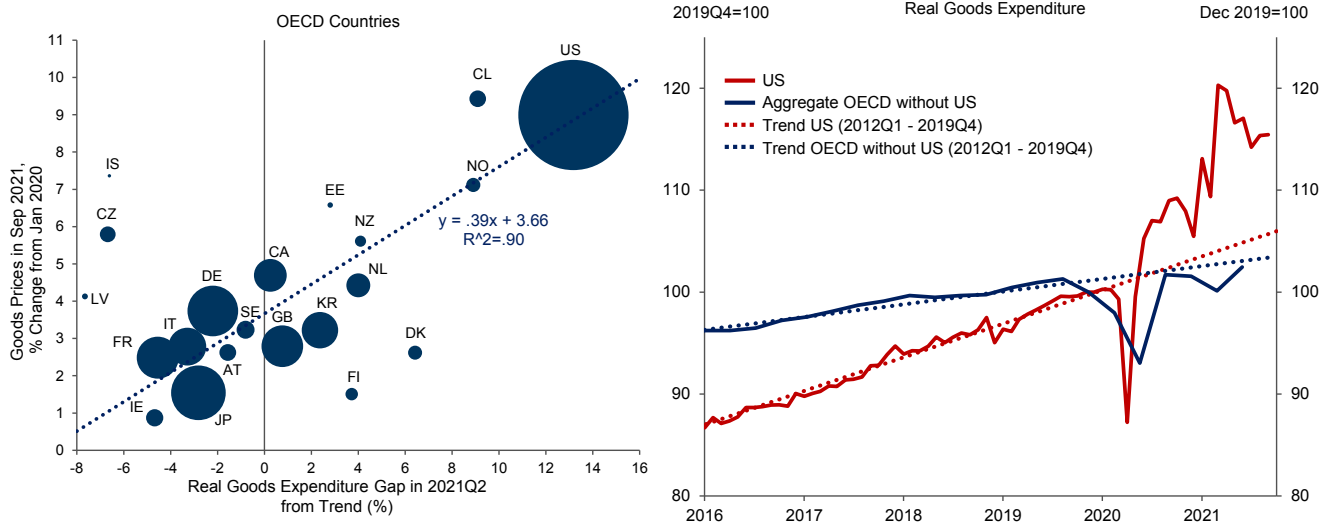 OECD Countries
Goods Prices in Sep 2021,
% Change from Jan 2020
11
10
9
8
7
6
5
4
3
2
1
0
-8
-6
-4
-2
0
2
4
6
8
10
12
14
16
Real Goods Expenditure Gap in 2021Q2
from Trend (%)
US
CL
NO
IS
EE
CZ
NZ
CA
NL
DE
LV
SE
KR
IT
GB
FR
DK
AT
FI
IE
JP
y = .39x + 3.66
R^2=.90
2019Q4=100
Real Goods Expenditure
Dec 2019=100
US
Aggregate OECD without US
Trend US (2012Q1 - 2019Q4)
Trend OECD without US (2012Q1 - 2019Q4)
120
110
100
90
80
120
110
100
90
80
2016
2017
2018
2019
2020
2021